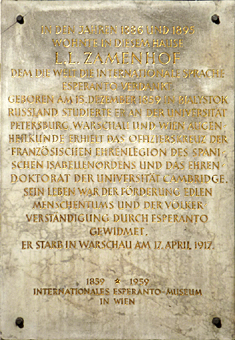 IN DEN JAHREN 1886 UND 1895
WOHNTE IN DIESEM HAUSE
L.L. ZAMENHOF
DEM DIE WELT DIE INTERNATIONALE SPRACHE
ESPERANTO VERDANKT
GEBOREN AM 15. DEZEMBER 1859 IN BIALYSTOK
RUSSLAND, STUDIERTE ER AN DER UNIVERSITÄT
PETERSBURG, WARSCHAU UND WIEN AUGEN-
HEILKUNDE, ERHIELT DAS OFFIZIERSKREUZ DER
FRANZÖSISCHEN EHRENLEGION DES SPANI-
SCHEN ISABELLENORDENS UND DAS EHREN-
DOKTORAT DER UNIVERSITÄT CAMBRIDGE.
SEIN LEBEN WAR DER FÖRDERUNG EDLEN
MENSCHENTUMS UND DER VÖLKER
VERSTÄNDIGUNG DURCH ESPERANTO
GEWIDMET.
ER STARB IN WARSCHAU AM 17. APRIL 1917.
1859 ★ 1959
INTERNATIONALES ESPERANTO-MUSEUM
IN WIEN